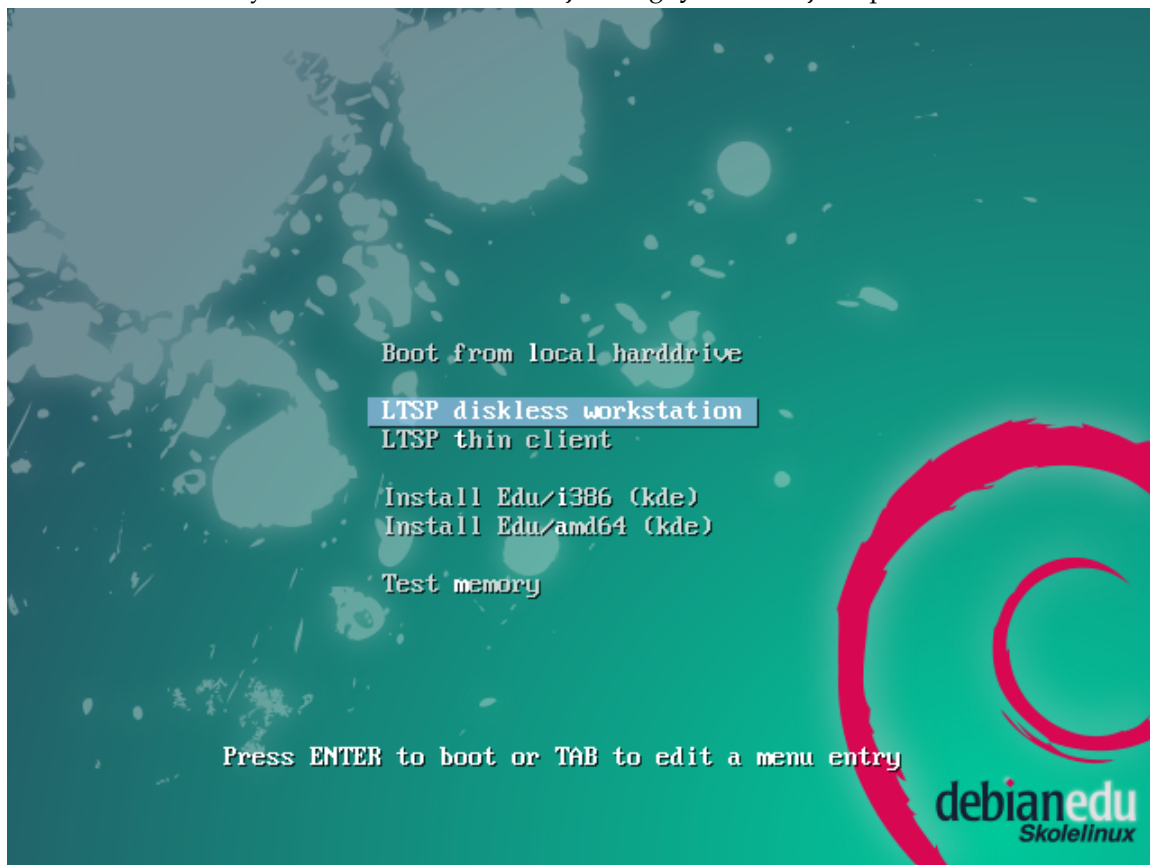 Boot from local harddrive
LTSP diskless workstation
LTSP thin client
Install Edu/i386 (kde)
Install Edu/amd64 (kde)
Test memory
Press ENTER to boot or TAB to edit a menu entry
debianedu
Skolelinux